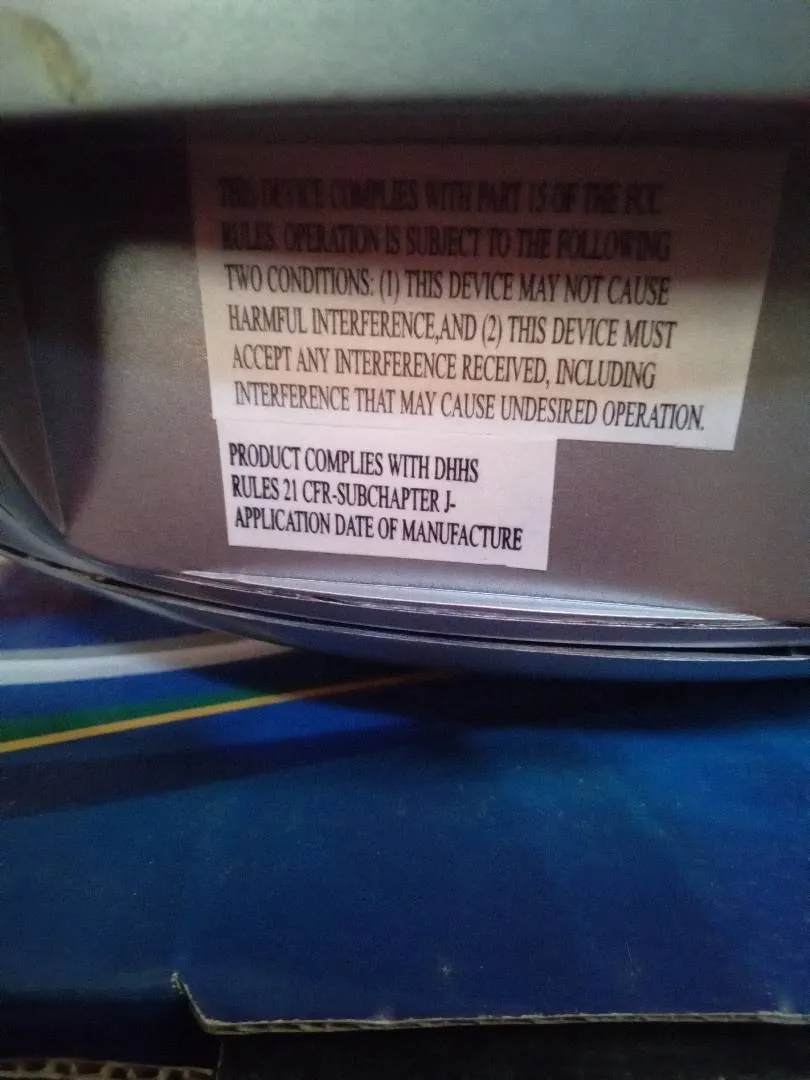 THIS DEVICE COMPLIES WITH PART 15 OF THE FCC
RULES. OPERATION IS SUBJECT TO THE FOLLOWING
TWO CONDITIONS: (1) THIS DEVICE MAY NOT CAUSE
HARMFUL INTERFERENCE,AND (2) THIS DEVICE MUST
ACCEPT ANY INTERFERENCE RECEIVED, INCLUDING
INTERFERENCE THAT MAY CAUSE UNDESIRED OPERATION.
PRODUCT COMPLIES WITH DHHS
RULES 21 CFR-SUBCHAPTER J-
APPLICATION DATE OF MANUFACTURE